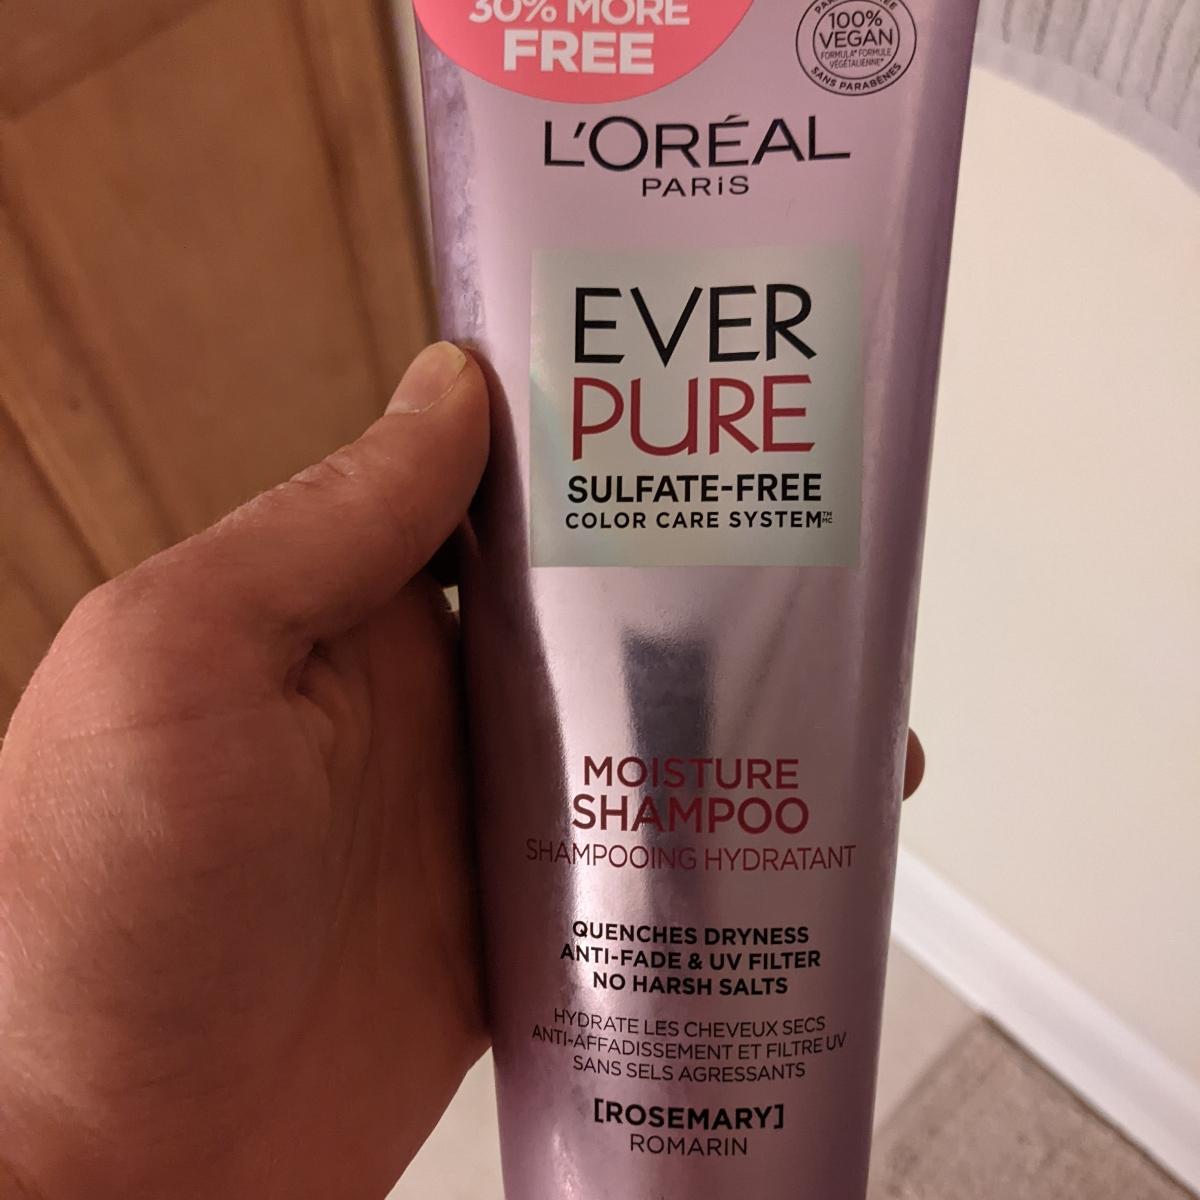 30% MORE
FREE
100%
VEGAN
FORMULA* FORMULE
VÉGÉTALIENNE*
SANS PARABÈNES
L'ORÉAL
PARIS
EVER
PURE
SULFATE-FREE
COLOR CARE SYSTEM™ MC
MOISTURE
SHAMPOO
SHAMPOOING HYDRATANT
QUENCHES DRYNESS
ANTI-FADE & UV FILTER
NO HARSH SALTS
HYDRATE LES CHEVEUX SECS
ANTI-AFFADISSEMENT ET FILTRE UV
SANS SELS AGRESSANTS
[ROSEMARY]
ROMARIN